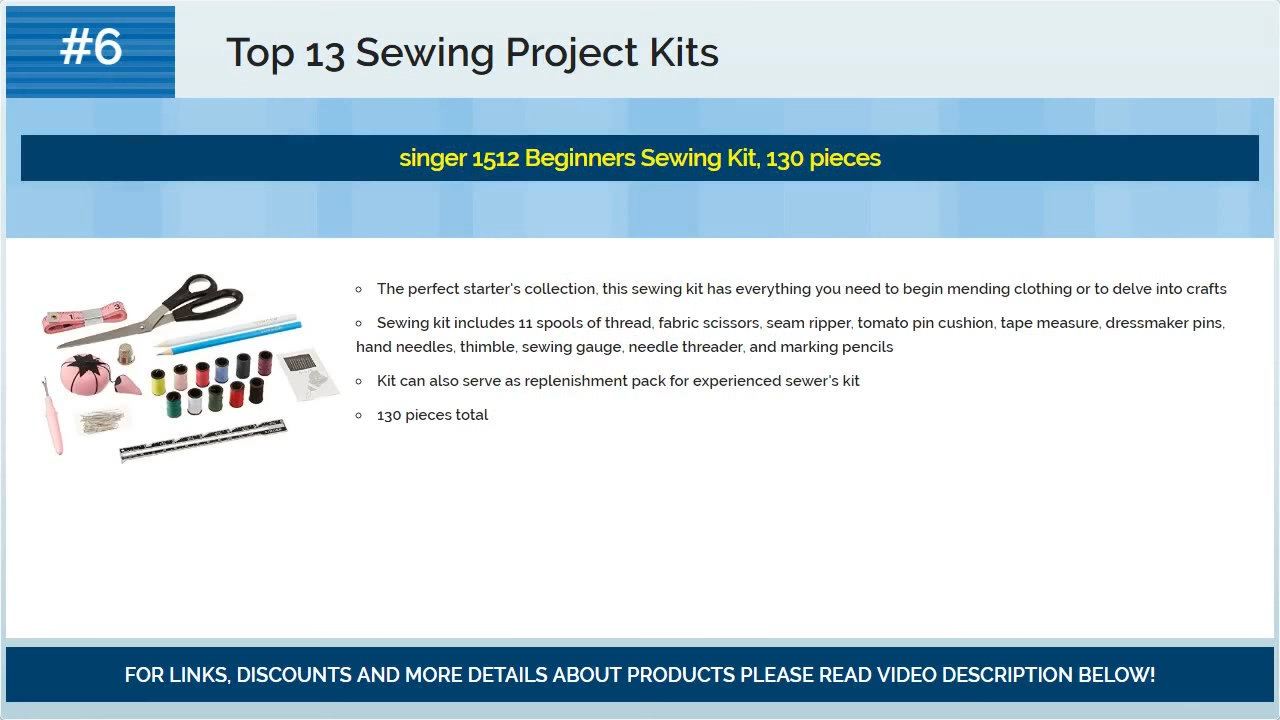 #6
Top 13 Sewing Project Kits
singer 1512 Beginners Sewing Kit, 130 pieces
The perfect starter's collection, this sewing kit has everything you need to begin mending clothing or to delve into crafts
Sewing kit includes 11 spools of thread, fabric scissors, seam ripper, tomato pin cushion, tape measure, dressmaker pins,
hand needles, thimble, sewing gauge, needle threader, and marking pencils
Kit can also serve as replenishment pack for experienced sewer's kit
130 pieces total
FOR LINKS, DISCOUNTS AND MORE DETAILS ABOUT PRODUCTS PLEASE READ VIDEO DESCRIPTION BELOW!